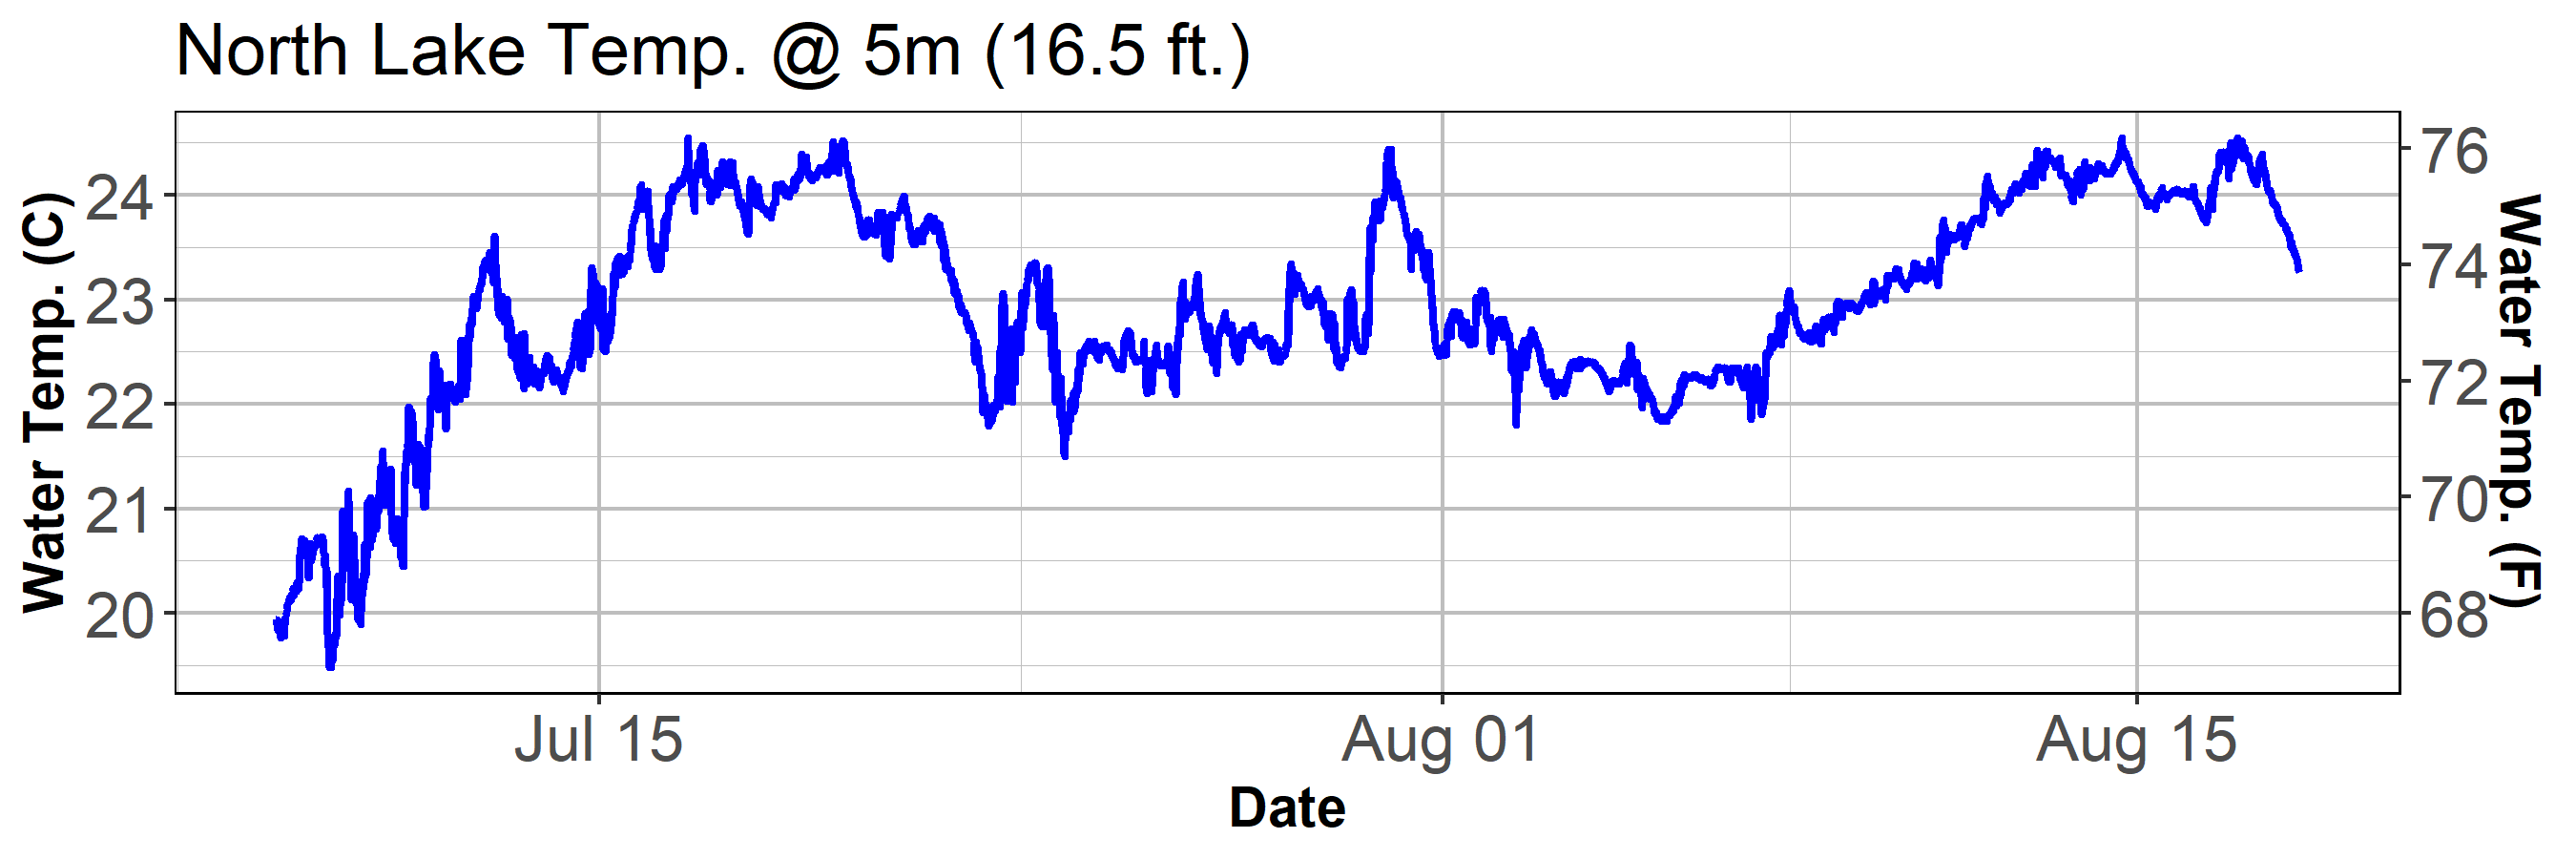 North Lake Temp. @ 5m (16.5 ft.)
Water Temp. (C)
24
23
22
21
20
76
74
72
70
68
Water Temp. (F)
Jul 15 Aug 01 Aug 15
Date